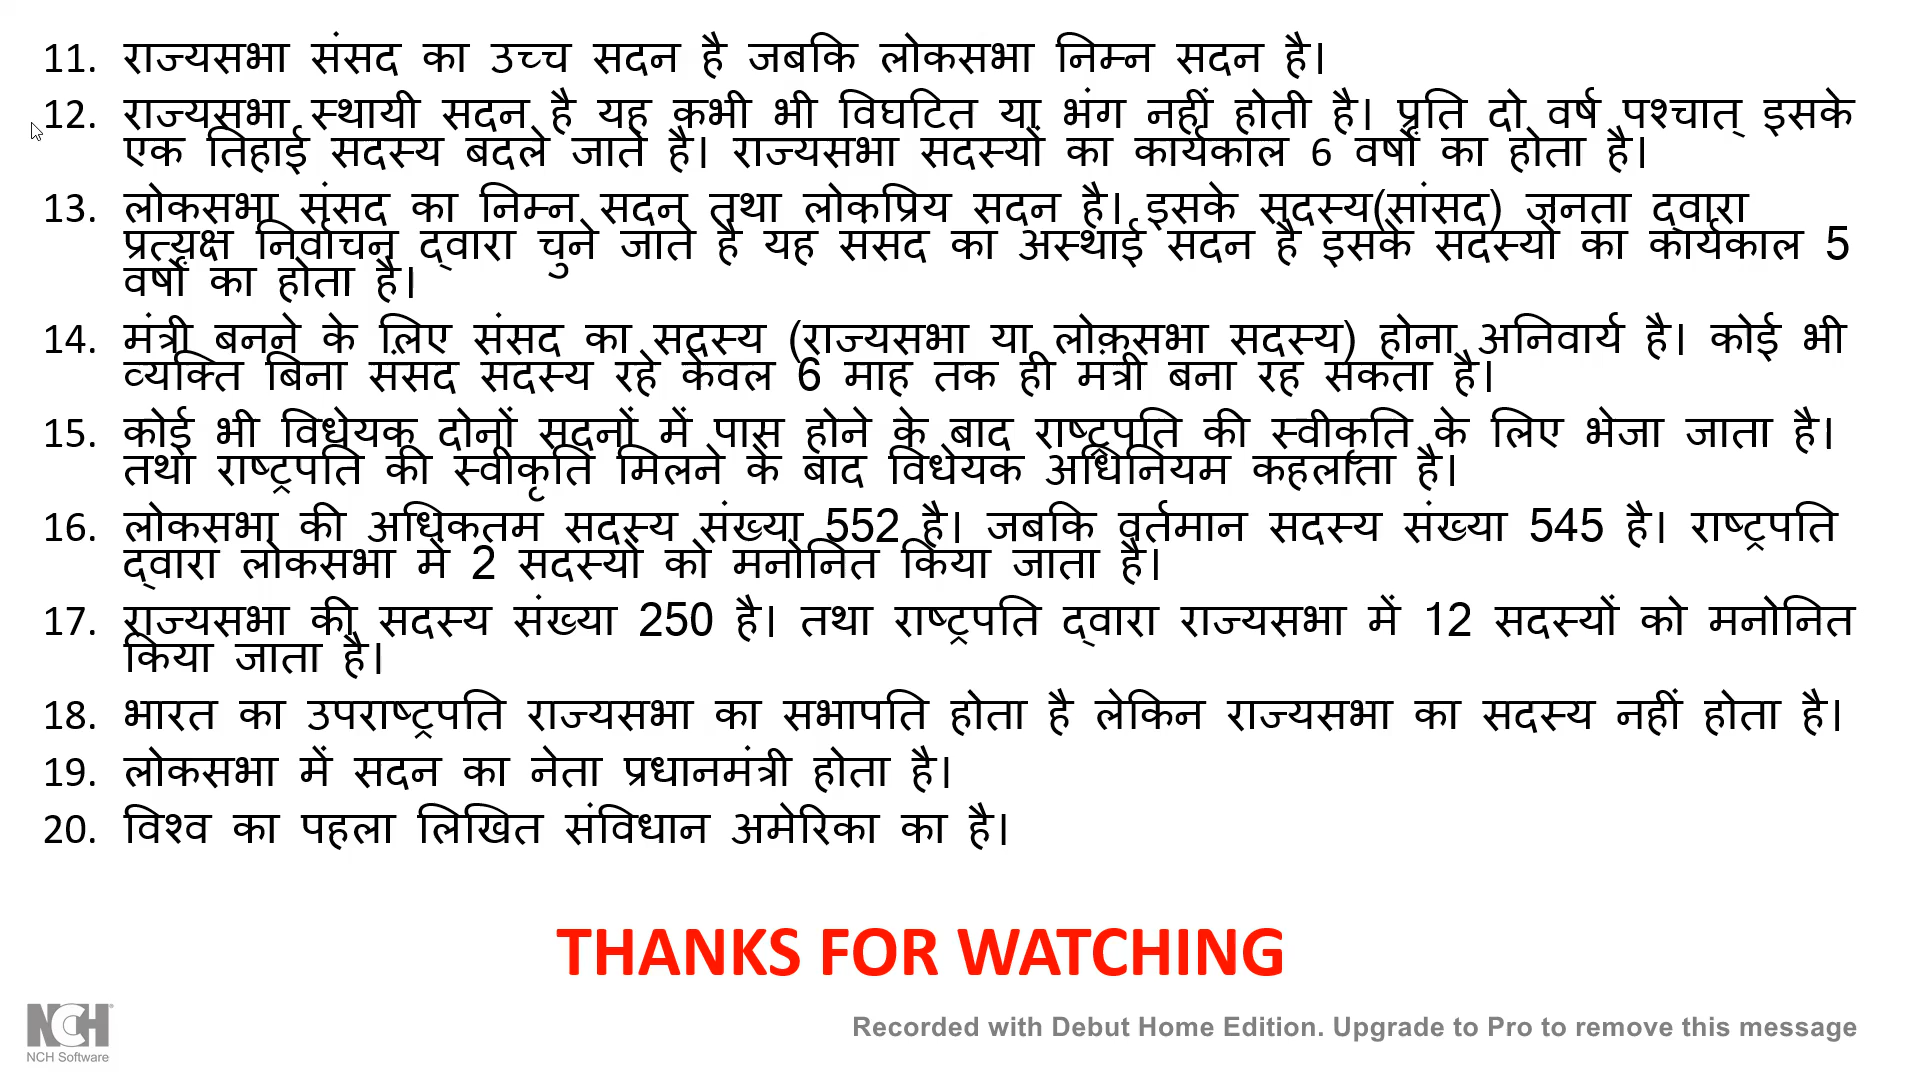 11. राज्यसभा संसद का उच्च सदन है जबकि लोकसभा निम्न सदन है।
12. राज्यसभा स्थायी सदन है यह कभी भी विघटित या भंग नहीं होती है। प्रति दो वर्ष पश्चात् इसके
एक तिहाई सदस्य बदले जाते है। राज्यसभा सदस्यों का कार्यकाल 6 वर्षों का होता है।
13. लोकसभा संसद का निम्न सदन तथा लोकप्रिय सदन है। इसके सदस्य(सांसद) जनता द्वारा
प्रत्यक्ष निर्वाचन द्वारा चुने जाते है यह संसद का अस्थाई सदन है इसके सदस्यों का कार्यकाल 5
वर्षों का होता है।
14. मंत्री बनने के लिए संसद का सदस्य (राज्यसभा या लोकसभा सदस्य) होना अनिवार्य है। कोई भी
व्यक्ति बिना संसद सदस्य रहे केवल 6 माह तक ही मंत्री बना रह सकता है।
15. कोई भी विधेयक दोनों सदनों में पास होने के बाद राष्ट्रपति की स्वीकृति के लिए भेजा जाता है।
तथा राष्ट्रपति की स्वीकृति मिलने के बाद विधेयक अधिनियम कहलाता है।
16. लोकसभा की अधिकतम सदस्य संख्या 552 है। जबकि वर्तमान सदस्य संख्या 545 है। राष्ट्रपति
द्वारा लोकसभा में 2 सदस्यों को मनोनित किया जाता है।
17. राज्यसभा की सदस्य संख्या 250 है। तथा राष्ट्रपति द्वारा राज्यसभा में 12 सदस्यों को मनोनित
किया जाता है।
18. भारत का उपराष्ट्रपति राज्यसभा का सभापति होता है लेकिन राज्यसभा का सदस्य नहीं होता है।
19. लोकसभा में सदन का नेता प्रधानमंत्री होता है।
20. विश्व का पहला लिखित संविधान अमेरिका का है।
THANKS FOR WATCHING
NCH
NCH Software
Recorded with Debut Home Edition. Upgrade to Pro to remove this message